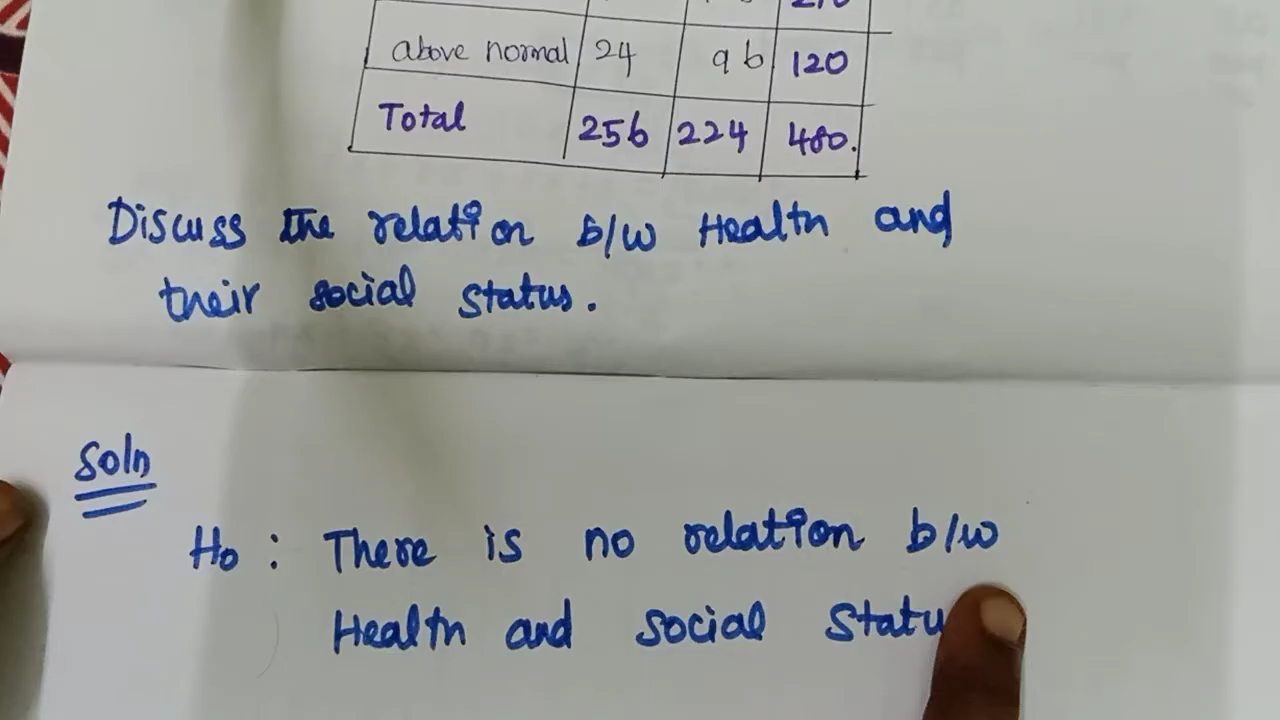 above normal 24 96 120
Total 256 224 480.
Discuss the relation b/w Health and
their social status.
Soln
H0 : There is no relation b/w
Health and social Statu